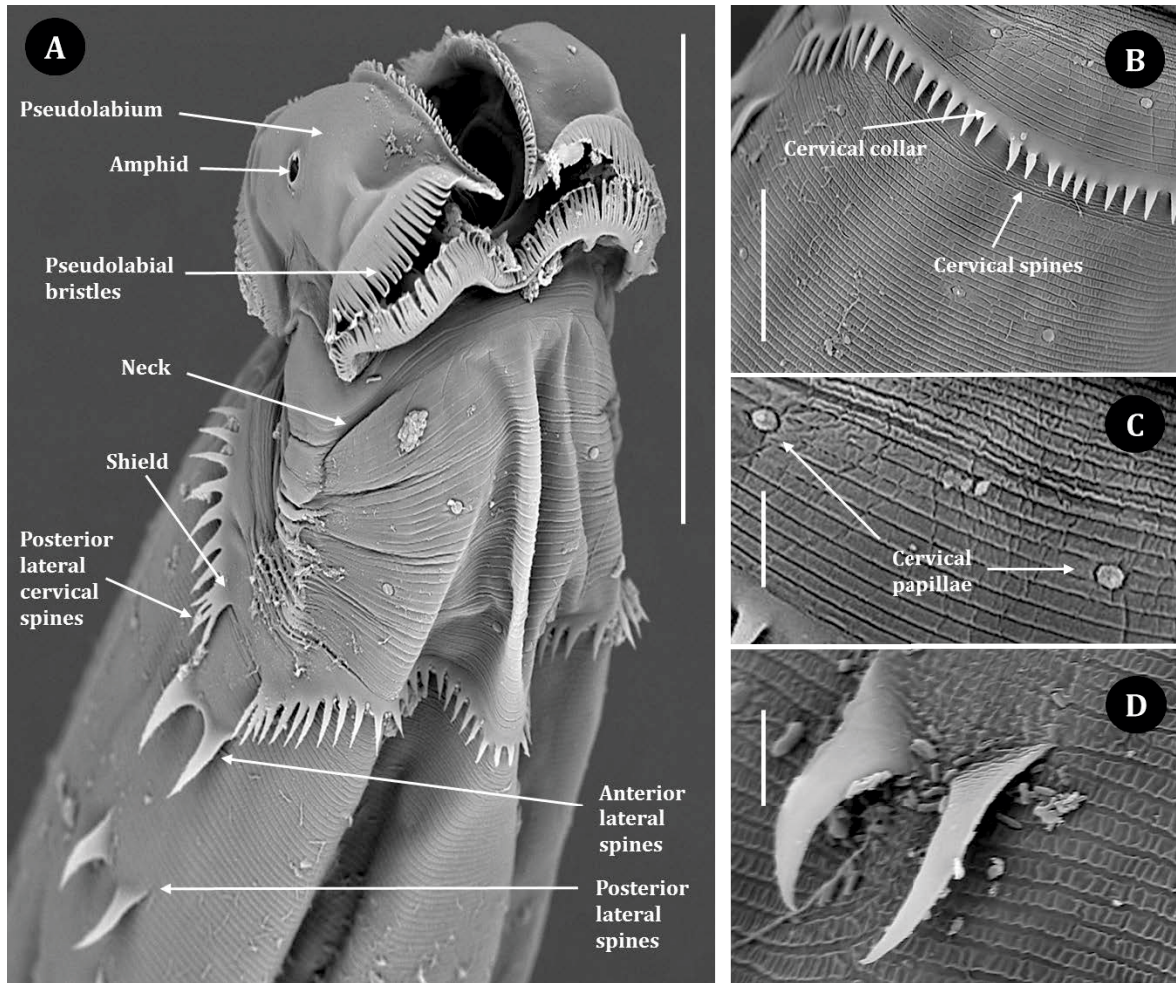 A
Pseudolabium
Amphid
Pseudolabial
bristles
Neck
Shield
Posterior
lateral
cervical
spines
Anterior
lateral
spines
Posterior
lateral
spines
B
Cervical collar
Cervical spines
C
Cervical
papillae
D